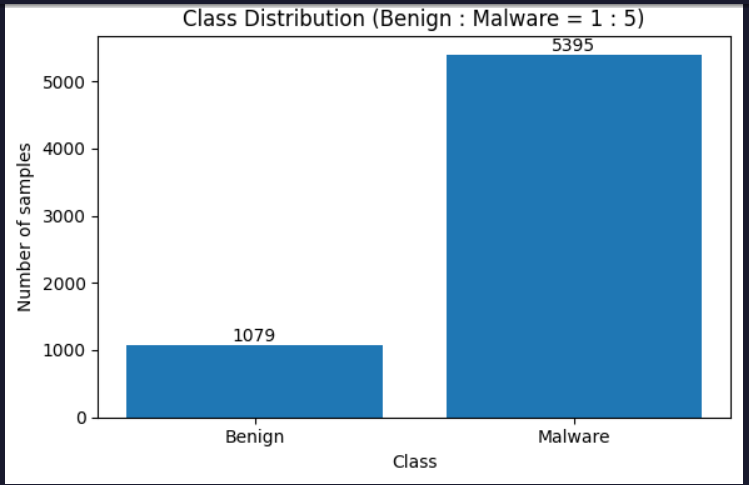 Class Distribution (Benign : Malware = 1 : 5)
5395
5000
4000
3000
2000
1000
0
Number of samples
1079
Benign
Malware
Class